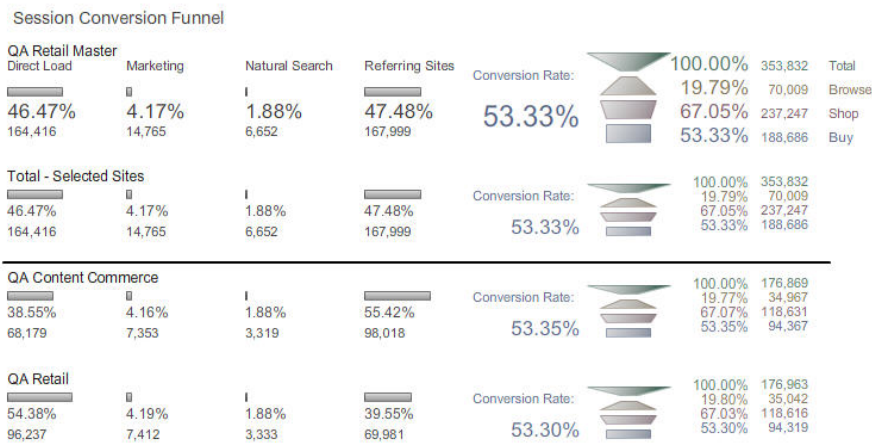 Session Conversion Funnel
QA Retail Master
Direct Load Marketing Natural Search Referring Sites
46.47% 4.17% 1.88% 47.48%
164,416 14,765 6,652 167,999
Conversion Rate:
53.33%
100.00% 353,832 Total
19.79% 70,009 Browse
67.05% 237,247 Shop
53.33% 188,686 Buy
Total - Selected Sites
46.47% 4.17% 1.88% 47.48%
164,416 14,765 6,652 167,999
Conversion Rate:
53.33%
100.00% 353,832
19.79% 70,009
67.05% 237,247
53.33% 188,686
QA Content Commerce
38.55% 4.16% 1.88% 55.42%
68,179 7,353 3,319 98,018
Conversion Rate:
53.35%
100.00% 176,869
19.77% 34,967
67.07% 118,631
53.35% 94,367
QA Retail
54.38% 4.19% 1.88% 39.55%
96,237 7,412 3,333 69,981
Conversion Rate:
53.30%
100.00% 176,963
19.80% 35,042
67.03% 118,616
53.30% 94,319